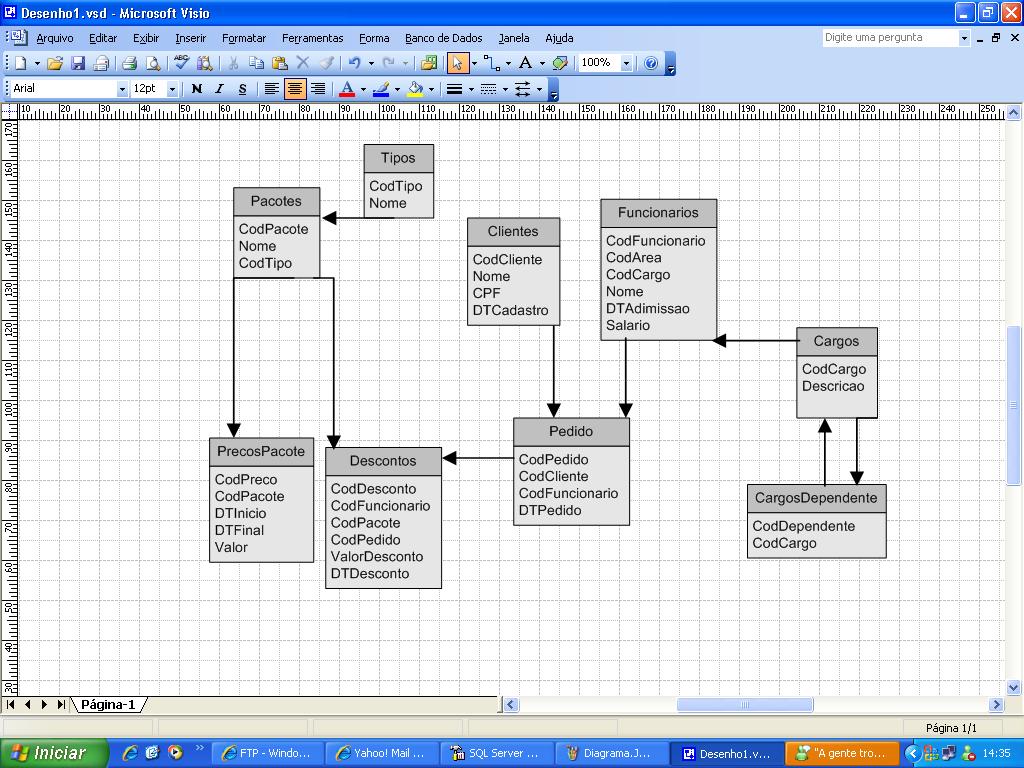 Desenho1.vsd - Microsoft Visio
Arquivo Editar Exibir Inserir Formatar Ferramentas Forma Banco de Dados Janela Ajuda
Digite uma pergunta
100%
Arial 12pt N I S
10 20 30 40 50 60 70 80 90 100 110 120 130 140 150 160 170 180 190 200 210 220 230 240 250
170
160
150
140
130
120
110
100
90
80
70
60
50
40
30
Tipos
CodTipo
Nome
Pacotes
CodPacote
Nome
CodTipo
Clientes
CodCliente
Nome
CPF
DTCadastro
Funcionarios
CodFuncionario
CodArea
CodCargo
Nome
DTAdimissao
Salario
Cargos
CodCargo
Descricao
PrecosPacote
CodPreco
CodPacote
DTInicio
DTFinal
Valor
Descontos
CodDesconto
CodFuncionario
CodPacote
CodPedido
ValorDesconto
DTDesconto
Pedido
CodPedido
CodCliente
CodFuncionario
DTPedido
CargosDependente
CodDependente
CodCargo
Página-1
Página 1/1
Iniciar
FTP - Windo...
Yahoo! Mail ...
SQL Server ...
Diagrama.J...
Desenho1.v...
"A gente tro...
14:35